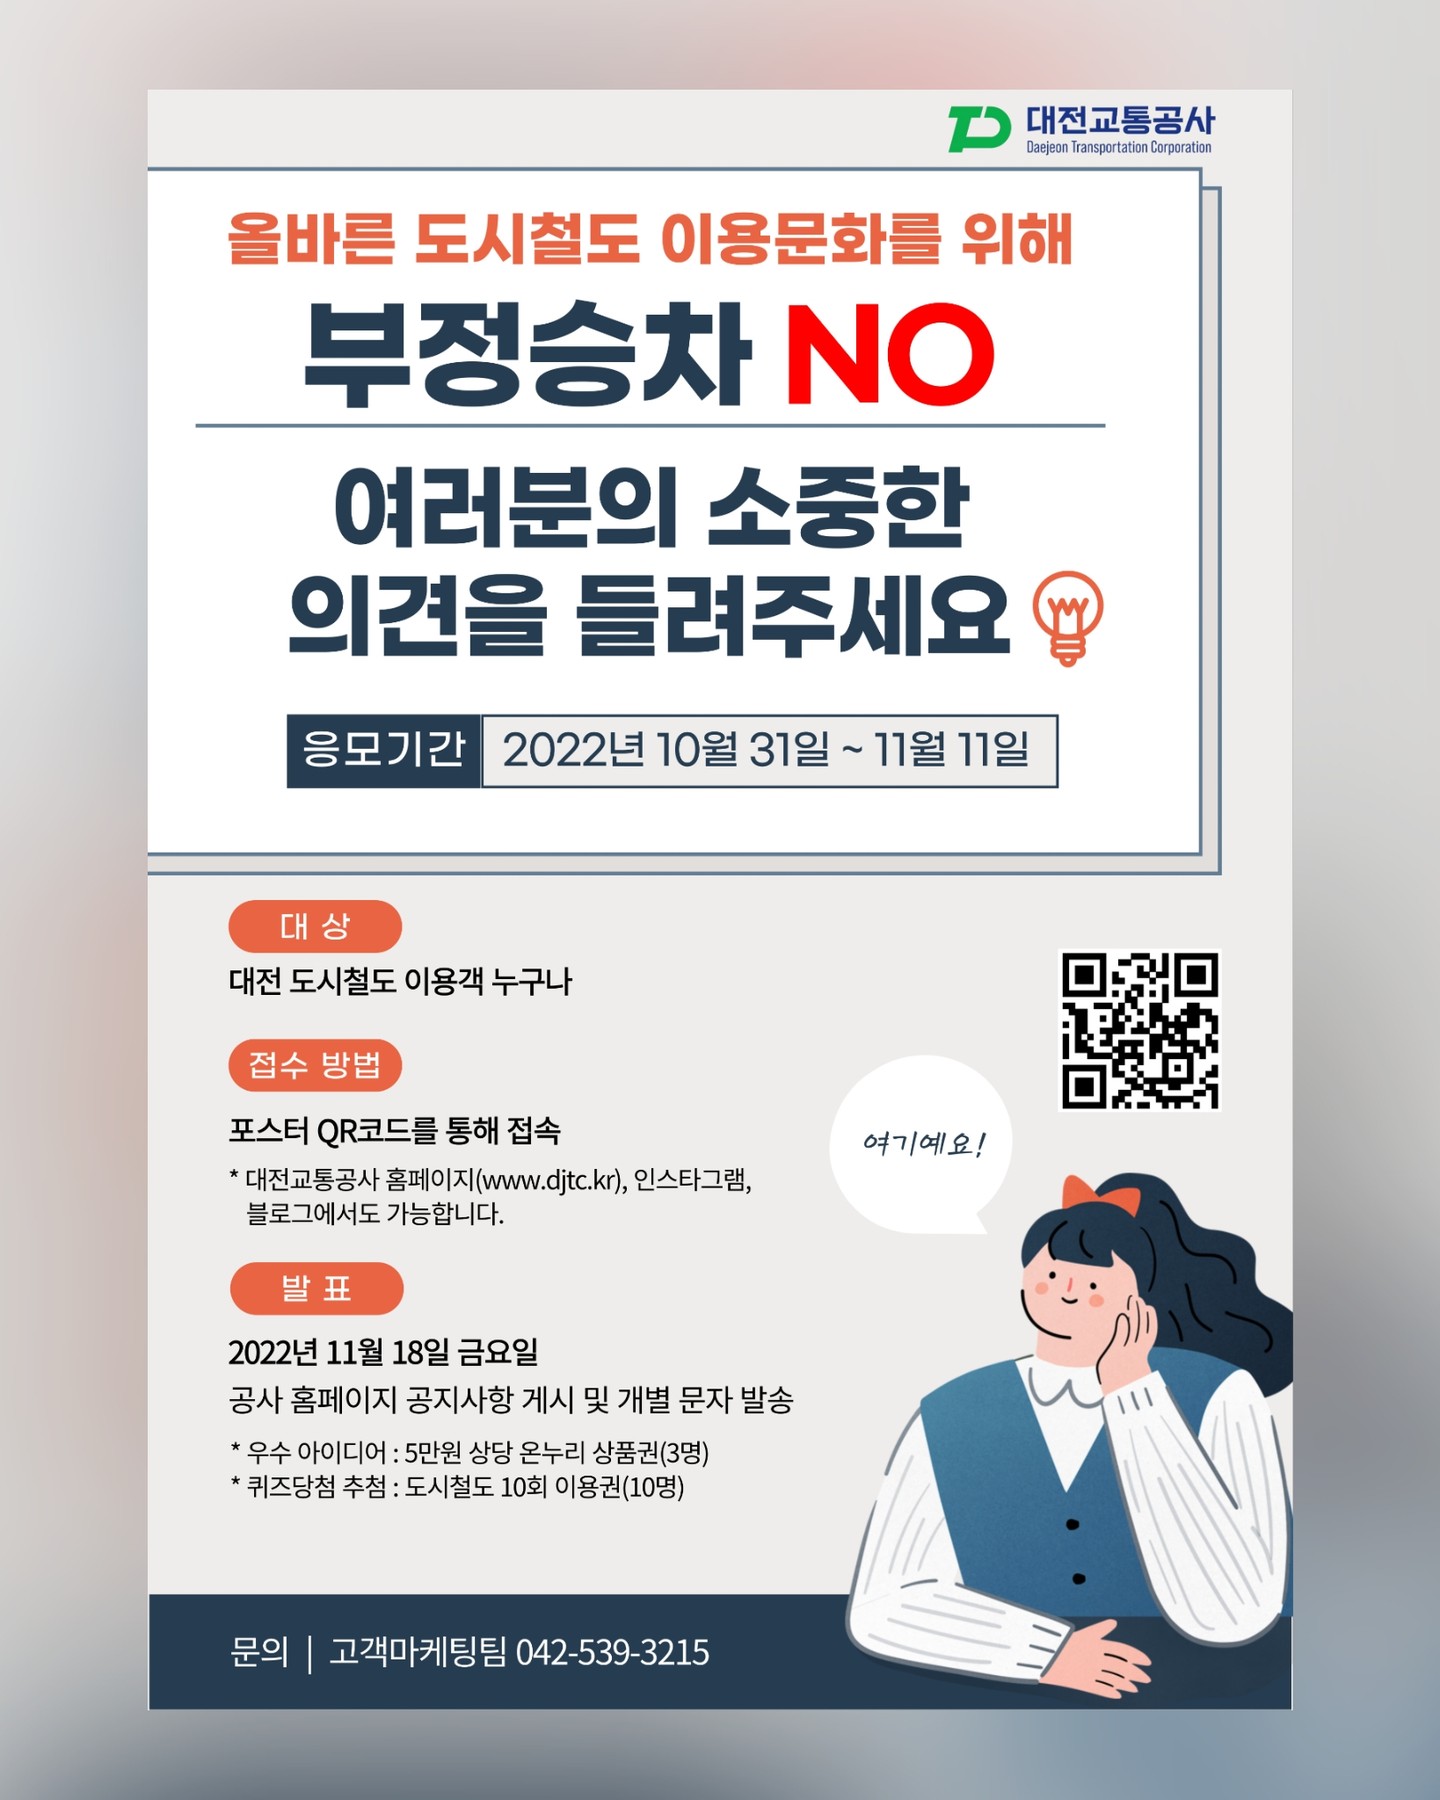 대전교통공사
Daejeon Transportation Corporation
올바른 도시철도 이용문화를 위해
부정승차 NO
여러분의 소중한
의견을 들려주세요
응모기간 2022년 10월 31일 ~ 11월 11일
대 상
대전 도시철도 이용객 누구나
접수 방법
포스터 QR코드를 통해 접속
* 대전교통공사 홈페이지(www.djtc.kr), 인스타그램,
블로그에서도 가능합니다.
여기예요!
발 표
2022년 11월 18일 금요일
공사 홈페이지 공지사항 게시 및 개별 문자 발송
* 우수 아이디어 : 5만원 상당 온누리 상품권(3명)
* 퀴즈당첨 추첨 : 도시철도 10회 이용권(10명)
문의 | 고객마케팅팀 042-539-3215